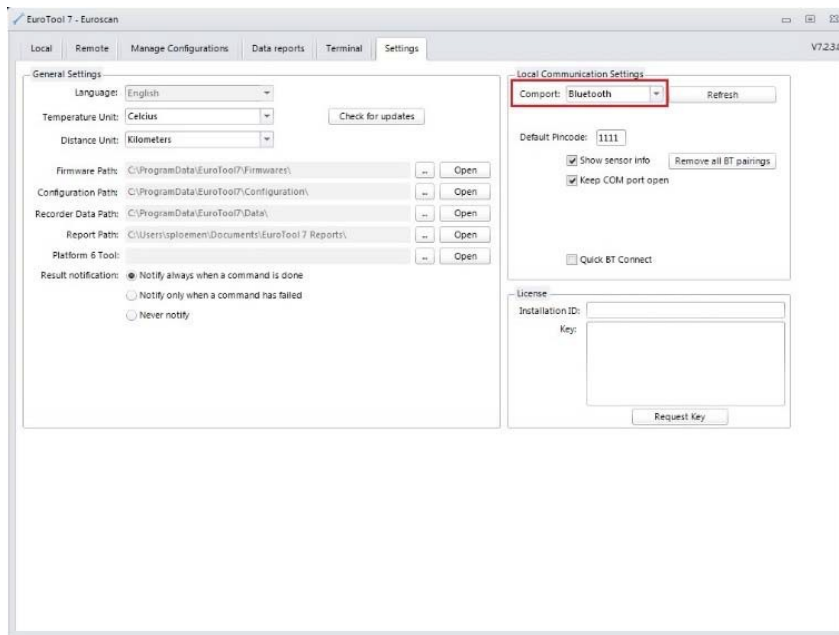 EuroTool 7 - Euroscan
Local Remote Manage Configurations Data reports Terminal Settings V7.2.3.
General Settings
Language: English
Temperature Unit: Celcius Check for updates
Distance Unit: Kilometers
Firmware Path: C:\ProgramData\EuroTool7\Firmwares\ .. Open
Configuration Path: C:\ProgramData\EuroTool7\Configuration\ .. Open
Recorder Data Path: C:\ProgramData\EuroTool7\Data\ .. Open
Report Path: C:\Users\sploemen\Documents\EuroTool 7 Reports\ .. Open
Platform 6 Tool: .. Open
Result notification: Notify always when a command is done
Notify only when a command has failed
Never notify
Local Communication Settings
Comport: Bluetooth Refresh
Default Pincode: 1111
Show sensor info Remove all BT pairings
Keep COM port open
Quick BT Connect
License
Installation ID:
Key:
Request Key